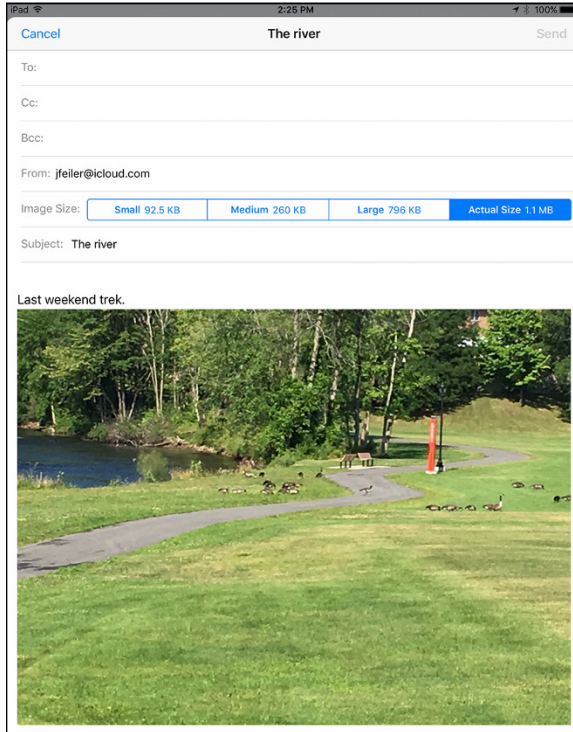 iPad 2:25 PM 100%
Cancel The river Send
To:
Cc:
Bcc:
From: jfeiler@icloud.com
Image Size: Small 92.5 KB Medium 260 KB Large 796 KB Actual Size 1.1 MB
Subject: The river
Last weekend trek.